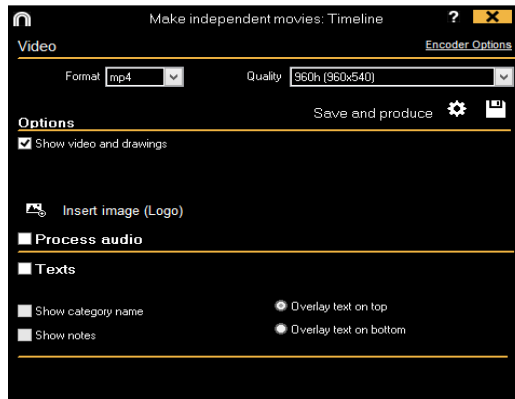 Make independent movies: Timeline ? X
Video Encoder Options
Format mp4 Quality 960h (960x540)
Save and produce
Options
Show video and drawings
Insert image (Logo)
Process audio
Texts
Show category name Overlay text on top
Show notes Overlay text on bottom